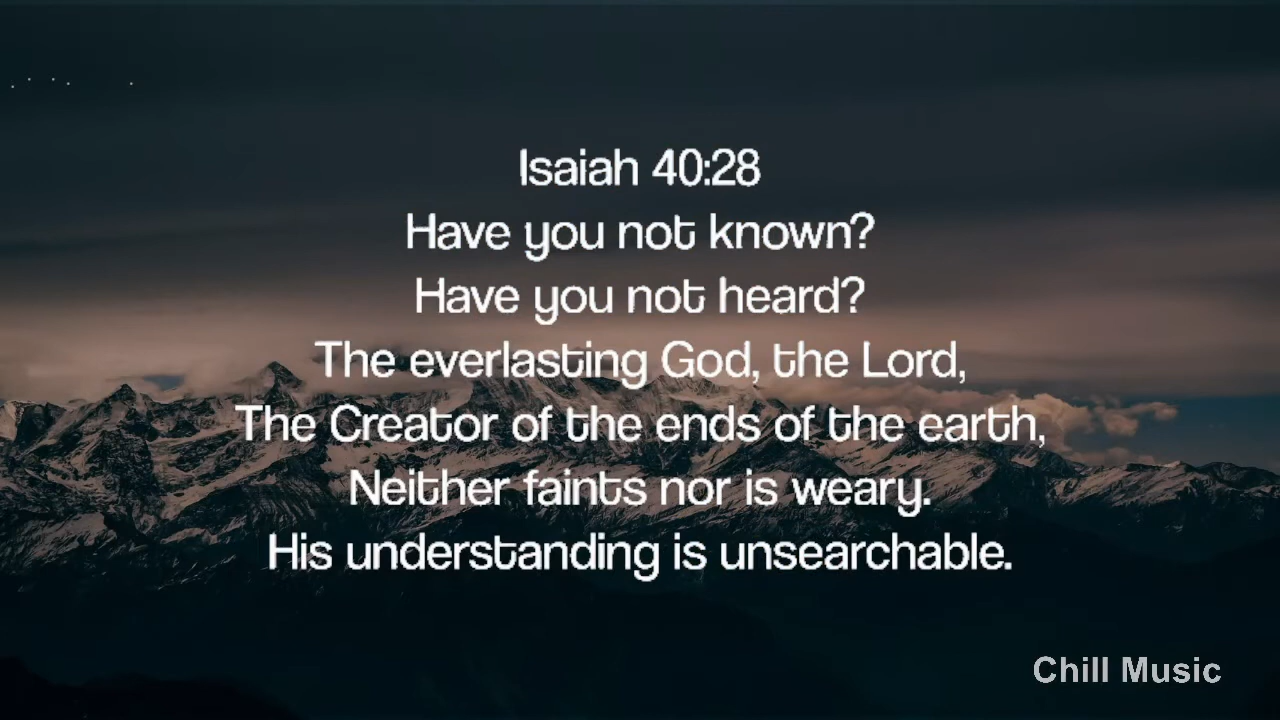 Isaiah 40:28
Have you not known?
Have you not heard?
The everlasting God, the Lord,
The Creator of the ends of the earth,
Neither faints nor is weary.
His understanding is unsearchable.
Chill Music